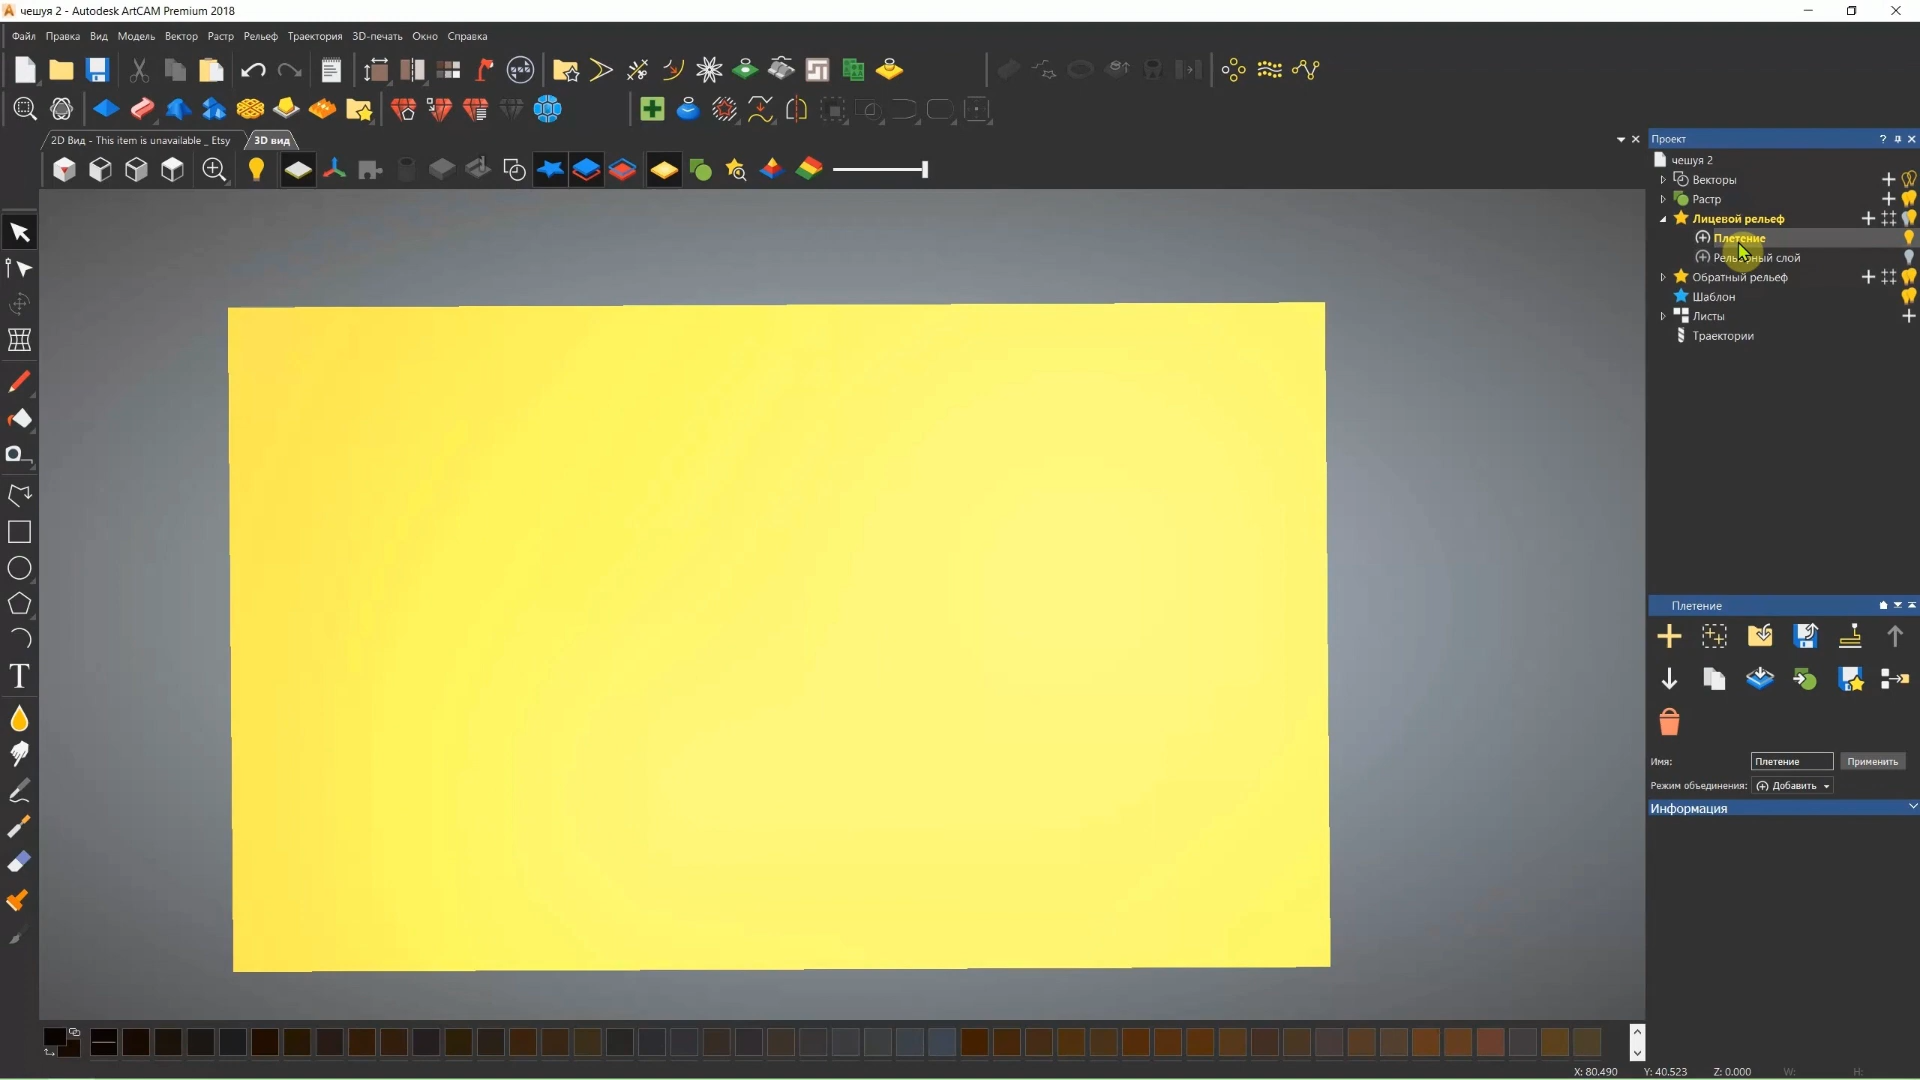 чешуя 2 - Autodesk ArtCAM Premium 2018
Файл Правка Вид Модель Вектор Растр Рельеф Траектория 3D-печать Окно Справка
2D Вид - This item is unavailable _ Etsy
3D вид
Проект
чешуя 2
Векторы
Растр
Лицевой рельеф
Плетение
слой
Обратный рельеф
Шаблон
Листы
Траектории
Плетение
Имя: Плетение Применить
Режим объединения: Добавить
Информация
X: 80.490 Y: 40.523 Z: 0.000 W: H: